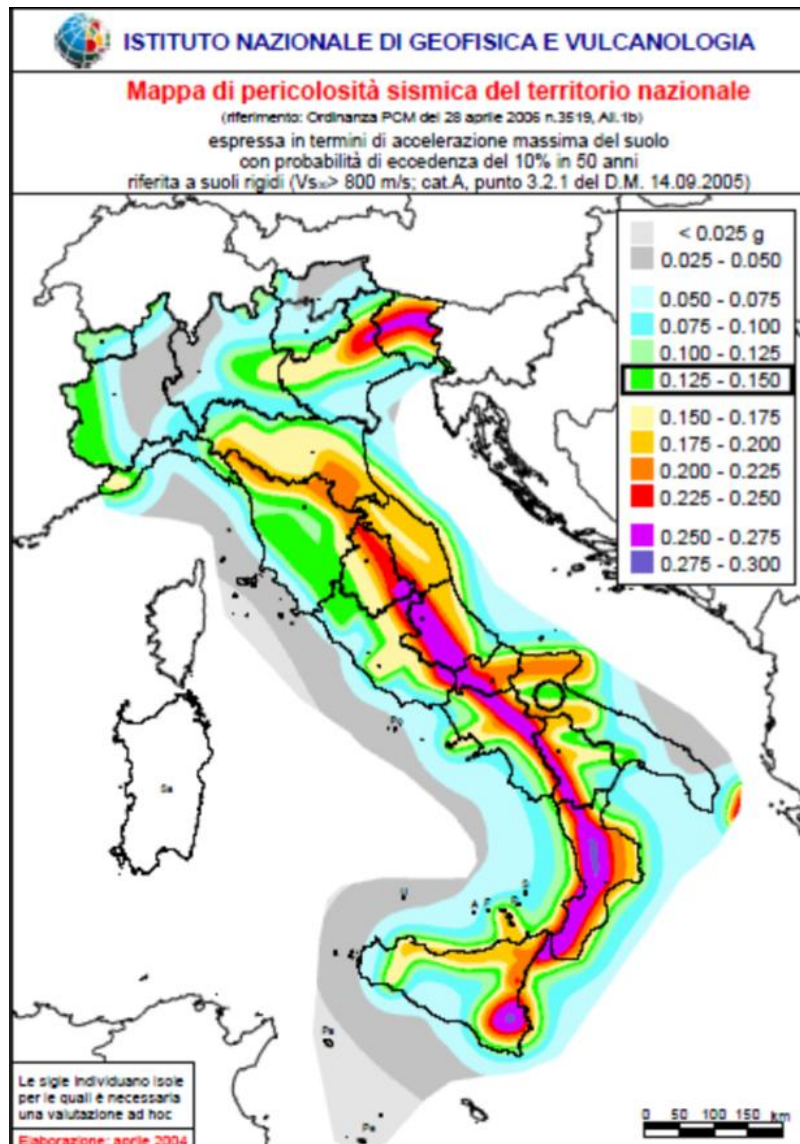 ISTITUTO NAZIONALE DI GEOFISICA E VULCANOLOGIA
Mappa di pericolosità sismica del territorio nazionale
(riferimento: Ordinanza PCM del 28 aprile 2006 n.3519, All.1b)
espressa in termini di accelerazione massima del suolo
con probabilità di eccedenza del 10% in 50 anni
riferita a suoli rigidi (Vs₃₀> 800 m/s; cat.A, punto 3.2.1 del D.M. 14.09.2005)
< 0.025 g
0.025 - 0.050
0.050 - 0.075
0.075 - 0.100
0.100 - 0.125
0.125 - 0.150
0.150 - 0.175
0.175 - 0.200
0.200 - 0.225
0.225 - 0.250
0.250 - 0.275
0.275 - 0.300
Sa
U
A
F
Pa
Pe
Le sigle individuano isole
per le quali è necessaria
una valutazione ad hoc
Elaborazione: aprile 2004
0 50 100 150 km